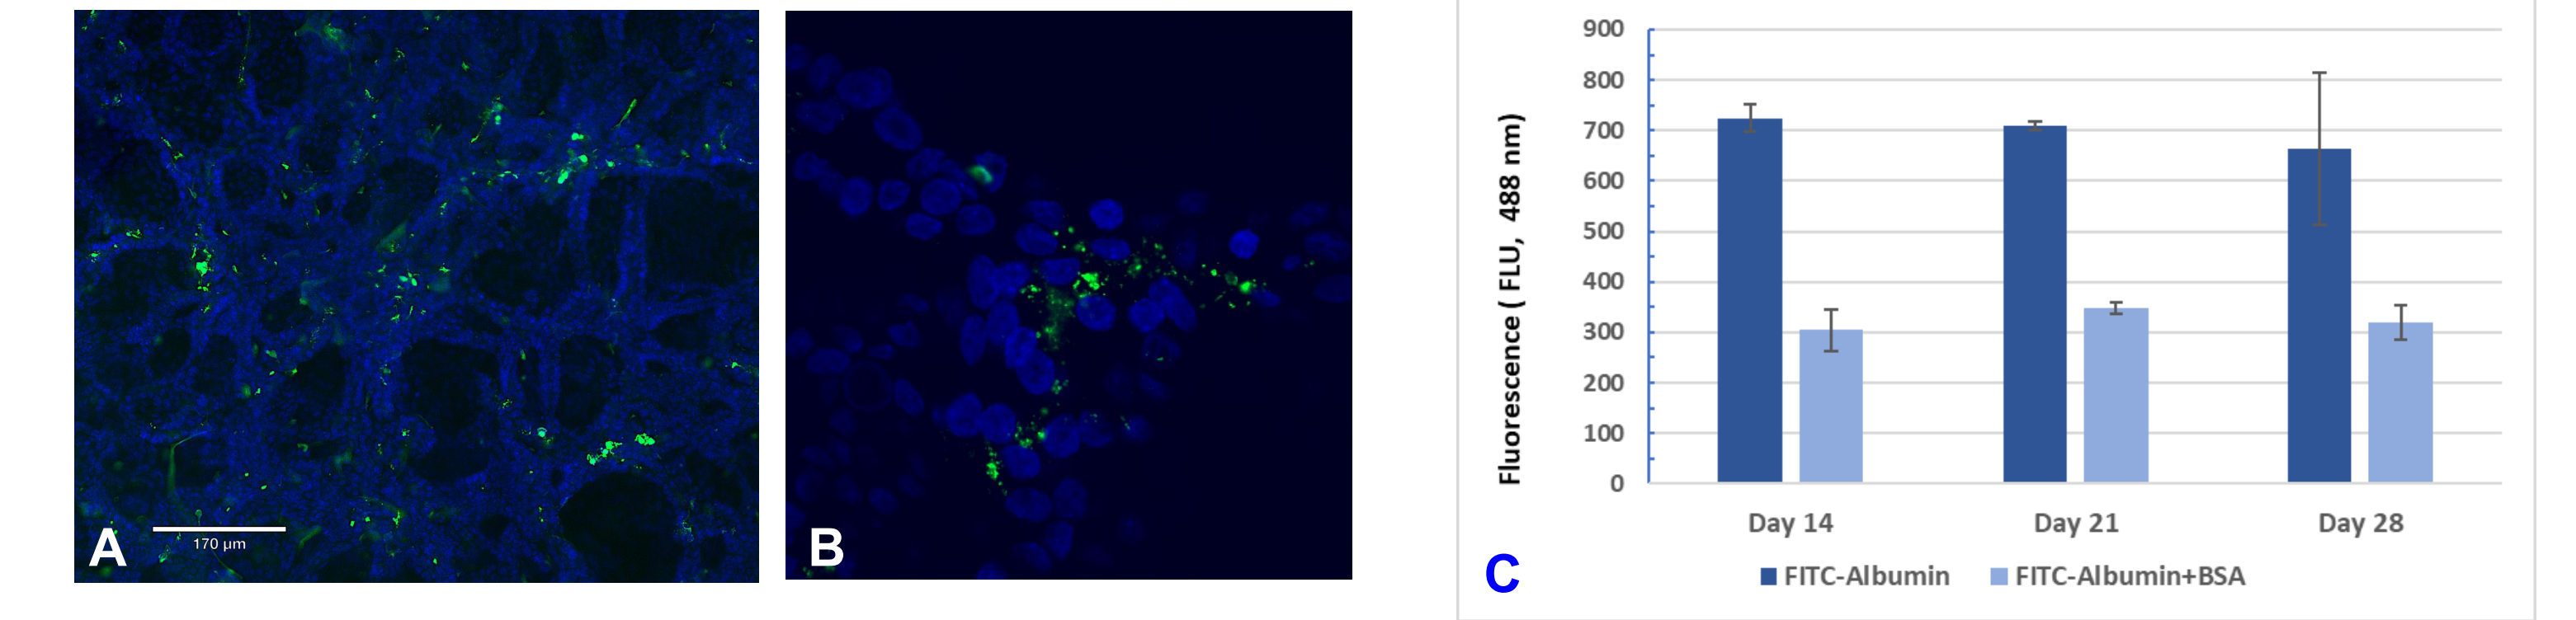 170 µm
A
B
Fluorescence ( FLU, 488 nm)
900
800
700
600
500
400
300
200
100
0
Day 14 Day 21 Day 28
FITC-Albumin FITC-Albumin+BSA
C